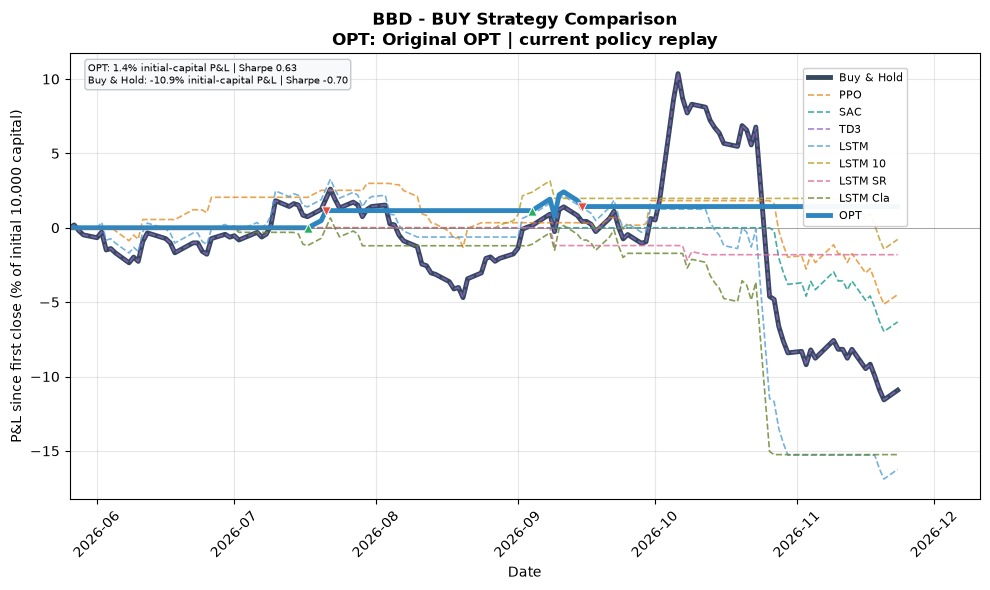 BBD - BUY Strategy Comparison
OPT: Original OPT | current policy replay
OPT: 1.4% initial-capital P&L | Sharpe 0.63
Buy & Hold: -10.9% initial-capital P&L | Sharpe -0.70
Buy & Hold
PPO
SAC
TD3
LSTM
LSTM 10
LSTM SR
LSTM Cla
OPT
P&L since first close (% of initial 10,000 capital)
10
5
0
−5
−10
−15
2026-06
2026-07
2026-08
2026-09
2026-10
2026-11
2026-12
Date